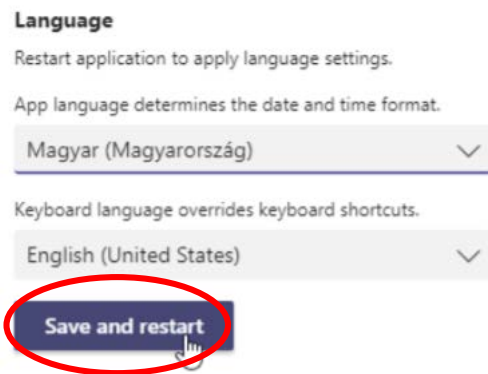 Language
Restart application to apply language settings.
App language determines the date and time format.
Magyar (Magyarország)
Keyboard language overrides keyboard shortcuts.
English (United States)
Save and restart